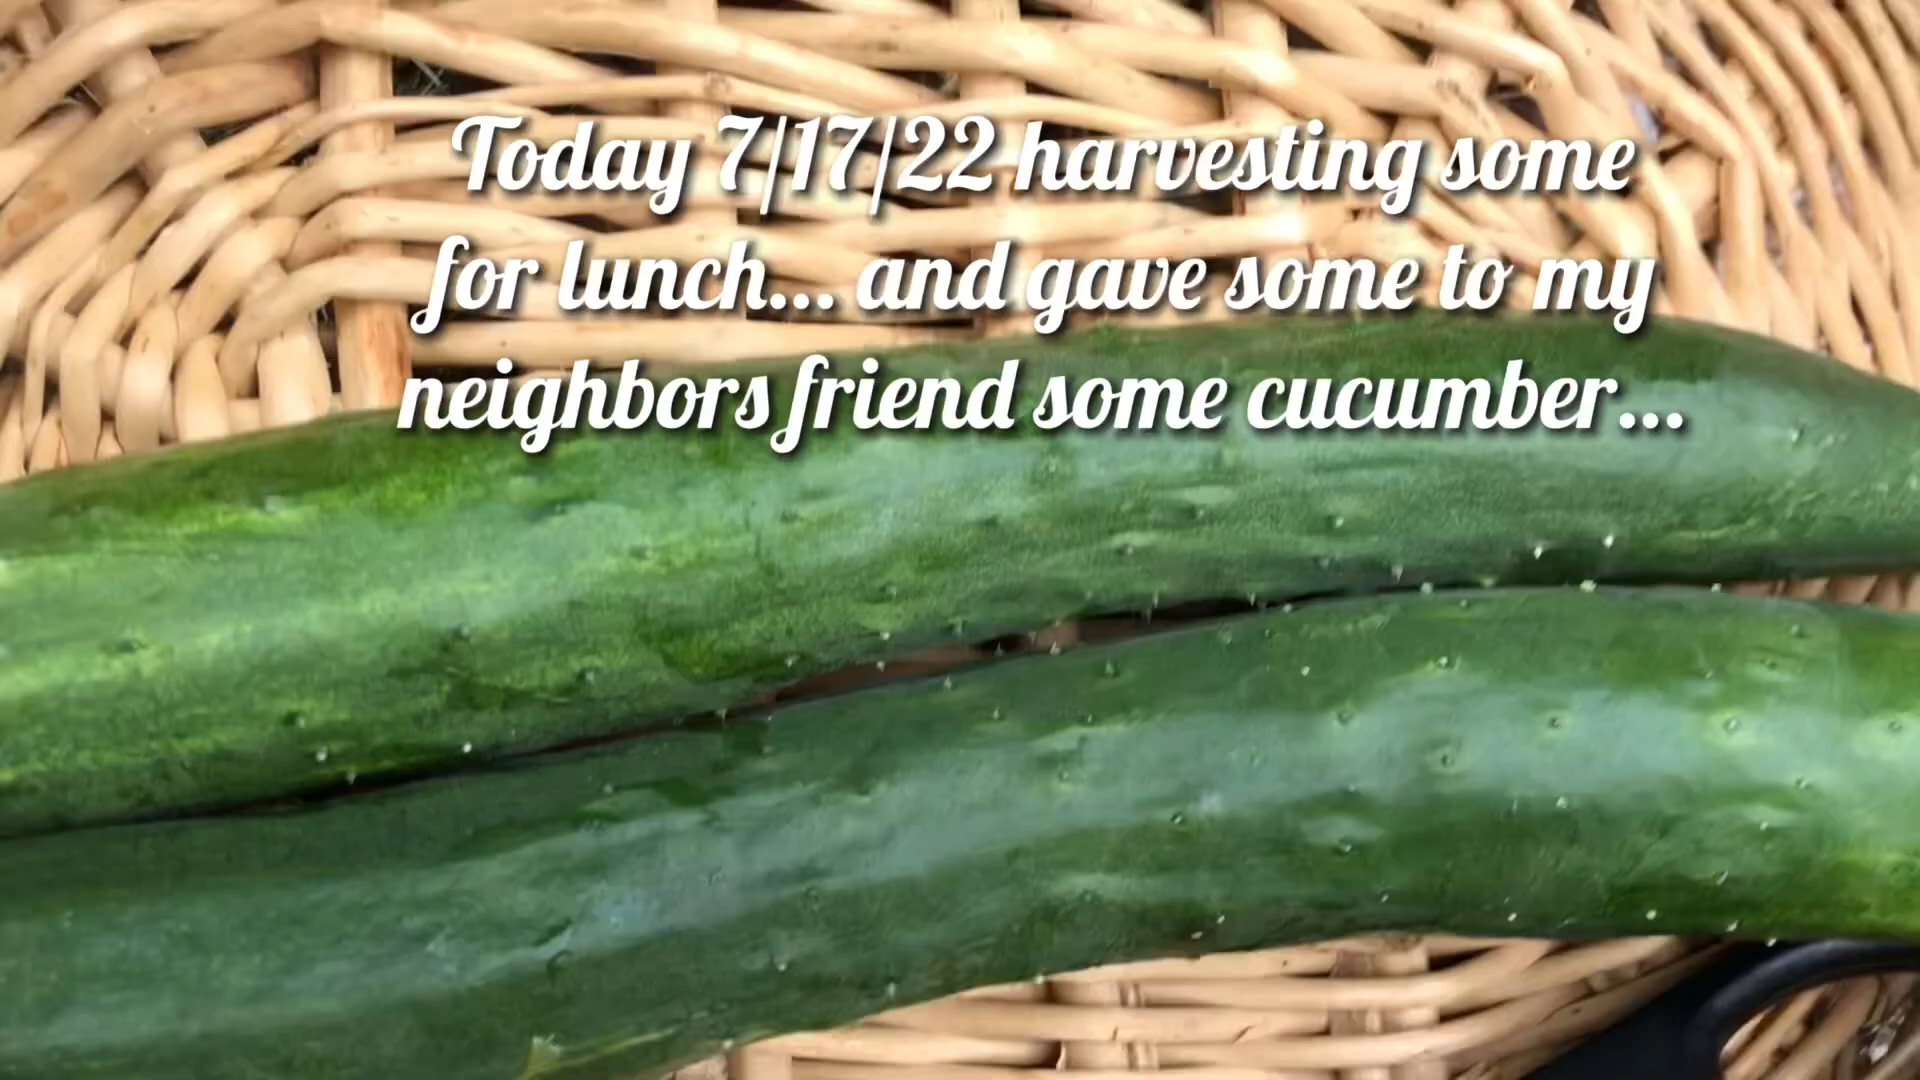 Today 7/17/22 harvesting some
for lunch... and gave some to my
neighbors friend some cucumber...